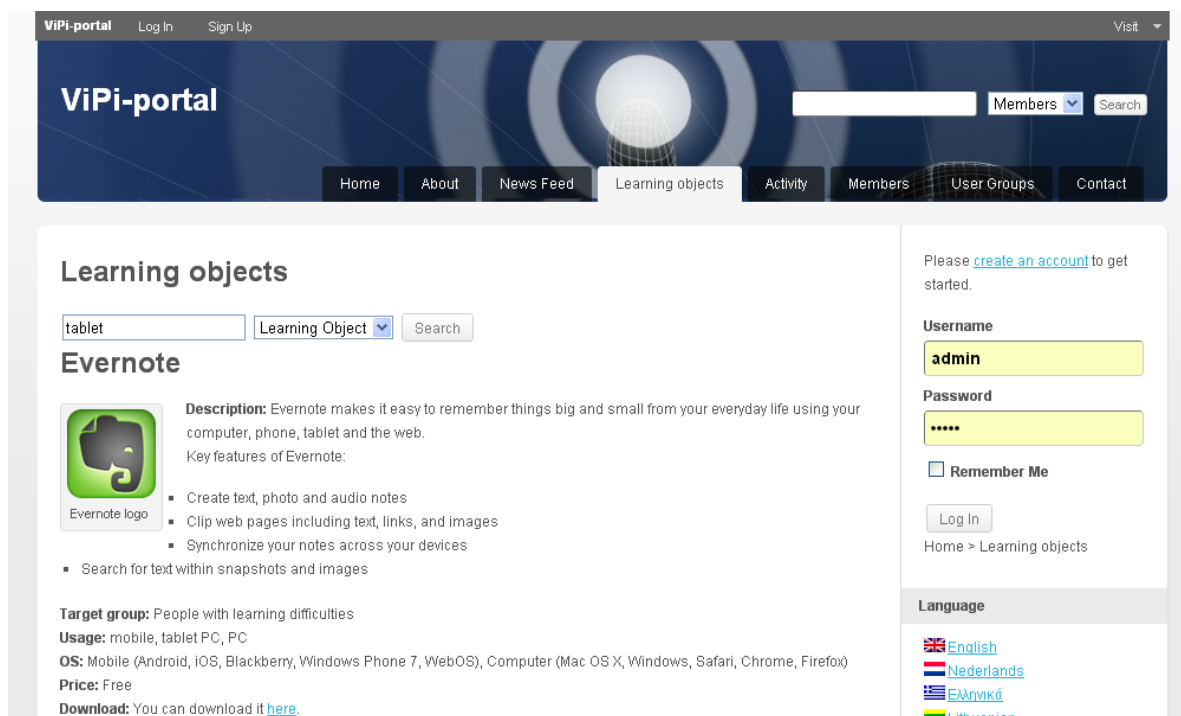 ViPi-portal Log In Sign Up Visit
ViPi-portal
Members Search
Home About News Feed Learning objects Activity Members User Groups Contact
Learning objects
tablet Learning Object Search
Evernote
Evernote logo
Description: Evernote makes it easy to remember things big and small from your everyday life using your
computer, phone, tablet and the web.
Key features of Evernote:
Create text, photo and audio notes
Clip web pages including text, links, and images
Synchronize your notes across your devices
Search for text within snapshots and images
Target group: People with learning difficulties
Usage: mobile, tablet PC, PC
OS: Mobile (Android, iOS, Blackberry, Windows Phone 7, WebOS), Computer (Mac OS X, Windows, Safari, Chrome, Firefox)
Price: Free
Download: You can download it here.
Please create an account to get
started.
Username
admin
Password
•••••
Remember Me
Log In
Home > Learning objects
Language
English
Nederlands
Ελληνικά
Lithuanian